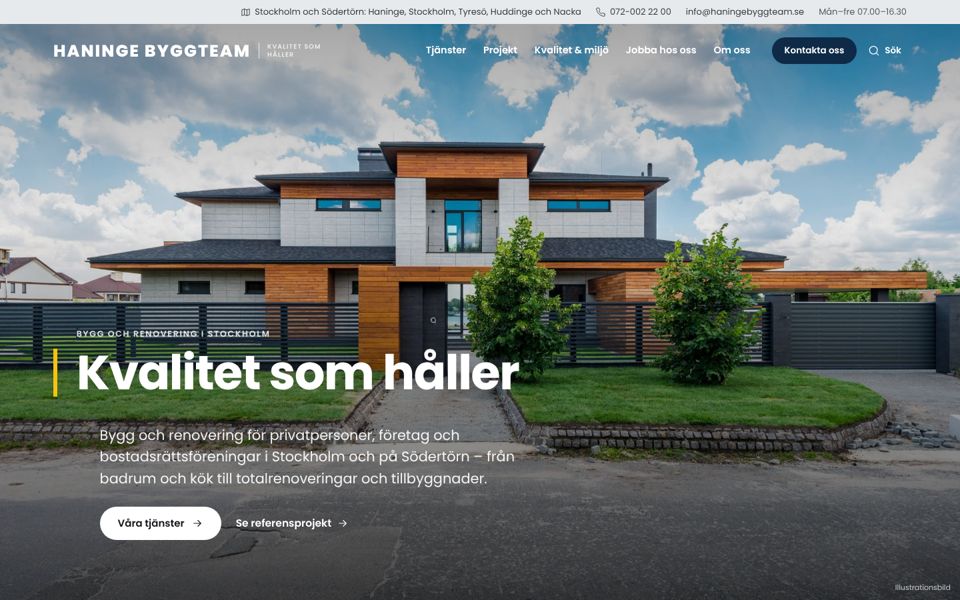 Stockholm och Södertörn: Haninge, Stockholm, Tyresö, Huddinge och Nacka 072-002 22 00 info@haningebyggteam.se Mån–fre 07.00–16.30
HANINGE BYGGTEAM
KVALITET SOM
HÅLLER
Tjänster Projekt Kvalitet & miljö Jobba hos oss Om oss Kontakta oss Sök
BYGG OCH RENOVERING I STOCKHOLM
Kvalitet som håller
Bygg och renovering för privatpersoner, företag och
bostadsrättsföreningar i Stockholm och på Södertörn – från
badrum och kök till totalrenoveringar och tillbyggnader.
Våra tjänster → Se referensprojekt →
Illustrationsbild